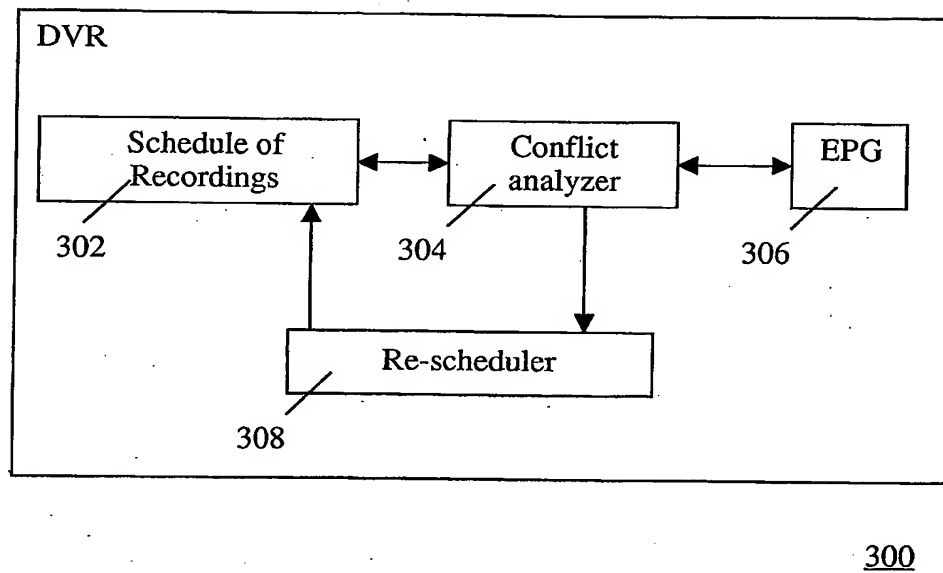 DVR
Schedule of
Recordings
Conflict
analyzer
EPG
302
304
306
Re-scheduler
308
300